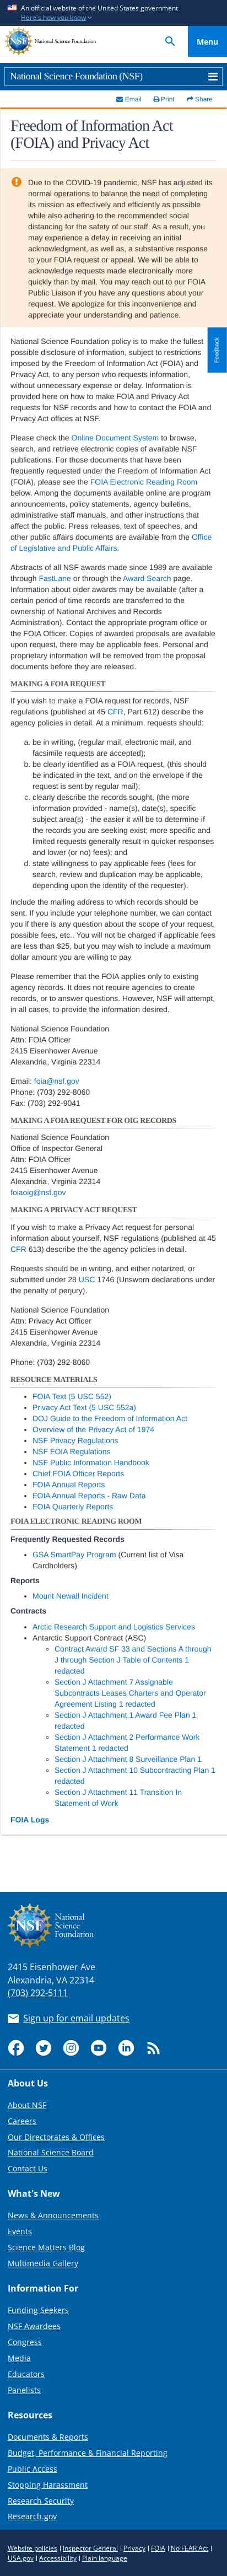 An official website of the United States government
Here's how you know
NSF
National Science Foundation
Menu
National Science Foundation (NSF)
Email
Print
Share
Freedom of Information Act
(FOIA) and Privacy Act
Due to the COVID-19 pandemic, NSF has adjusted its
normal operations to balance the need of completing its
mission as effectively and efficiently as possible, while
also ensuring the safety of our staff. As a result, you
may experience a delay in receiving an initial
acknowledgment, as well as a substantive response to
your FOIA request or appeal. In addition, we will be able
to acknowledge requests made electronically more
quickly than by mail. You may reach out to our FOIA
Public Liaison if you have any questions about your
request. We apologize for this inconvenience and
appreciate your understanding and patience.
Feedback
National Science Foundation policy is to make the fullest
possible disclosure of information, subject to restrictions
imposed by the Freedom of Information Act (FOIA) and
Privacy Act, to any person who requests information,
without unnecessary expense or delay. Information is
provided on how to make FOIA and Privacy Act
requests for NSF records and how to contact the FOIA and
Privacy Act offices at NSF.
Please check the Online Document System to browse,
search, or retrieve electronic copies of available NSF
publications. For documents that have been or are
frequently requested under the Freedom of Information Act
(FOIA), please see the FOIA Electronic Reading Room
below. Among documents available online are program
announcements, statistical summaries, agency
bulletins, and other information about initiatives
that affect the public. Press releases, speeches, and
other public affairs materials are available from the Office
of Legislative and Public Affairs.
Abstracts of all NSF awards made since 1989 are available
through FastLane or through the Award Search page.
Information about older awards may be available if still
within a period of time before records are transferred to the
ownership of National Archives and Records
Administration. Contact the appropriate program office or
the FOIA Officer. Copies of awarded proposals are
available upon request after review and consultation with
the PI to insure that no potentially proprietary, patentable
or copyrightable material, or personal/confidential
documents have been included. Personal/confidential
material is removed before they are released.
MAKING A FOIA REQUEST
If you wish to make a FOIA request for records, NSF
regulations (published at 45 CFR, Part 612) describe the
agency policies in detail. At a minimum, requests should:
a. be in writing, (regular mail, electronic mail, and
facsimile requests are accepted);
b. be clearly identified as a FOIA request, (this should
be indicated in the text, and on the envelope if the
request is sent by regular mail);
c. clearly describe the records sought, (the more
information provided - name(s), date(s), specific
subject area(s) - the easier it will be to determine if
records exist; more specific and
limited requests will generally result in quicker responses
and lower (or no) fees); and
d. state willingness to pay applicable fees (fees for
search, review and duplication may be applicable,
depending on the identity of requester).
Include the mailing address to which records should be
sent. If you include your telephone number, we can contact
you if there is any question about the scope of your request,
possible fees, etc.. You will not be charged if applicable fees
are less than $25, but you may wish to include a maximum
dollar amount you are willing to pay.
Please remember that the FOIA applies only to existing
agency records. It does not require agencies to create new
records, or to answer questions. However, NSF will attempt,
in all cases, to provide information.
National Science Foundation
Attn: FOIA Officer
2415 Eisenhower Avenue
Alexandria, Virginia 22314
Email: foia@nsf.gov
Phone: (703) 292-8060
Fax: (703) 292-9041
MAKING A FOIA REQUEST FOR OIG RECORDS
National Science Foundation
Office of Inspector General
Attn: FOIA Officer
2415 Eisenhower Avenue
Alexandria, Virginia 22314
foiaoig@nsf.gov
MAKING A PRIVACY ACT REQUEST
If you wish to make a Privacy Act request for personal
information about yourself, NSF regulations (published at 45
CFR 613) describe the agency policies in detail.
Requests should be in writing, and either notarized, or
submitted under 28 USC 1746 (Unsworn declarations under
the penalty of perjury).
National Science Foundation
Attn: Privacy Act Officer
2415 Eisenhower Avenue
Alexandria, Virginia 22314
Phone: (703) 292-8060
RESOURCE MATERIALS
FOIA Text (5 USC 552)
Privacy Act Text (5 USC 552a)
DOJ Guide to the Freedom of Information Act
Overview of the Privacy Act of 1974
NSF Privacy Regulations
NSF FOIA Regulations
NSF Public Information Handbook
Chief FOIA Officer Reports
FOIA Annual Reports
FOIA Annual Reports - Raw Data
FOIA Quarterly Reports
FOIA ELECTRONIC READING ROOM
Frequently Requested Records
GSA SmartPay Program (Current list of Visa
Cardholders)
Reports
Mount Newall Incident
Contracts
Arctic Research Support and Logistics Services
Antarctic Support Contract (ASC)
Contract Award SF 33 and Sections A through
J through Section J Table of Contents 1
redacted
Section J Attachment 7 Assignable
Subcontracts Leases Charters and Operator
Agreement Listing 1 redacted
Section J Attachment 1 Award Fee Plan 1
redacted
Section J Attachment 2 Performance Work
Statement 1 redacted
Section J Attachment 8 Surveillance Plan 1
Section J Attachment 10 Subcontracting Plan 1
redacted
Section J Attachment 11 Transition In
Statement of Work
FOIA Logs
NSF
National
Science
Foundation
2415 Eisenhower Ave
Alexandria, VA 22314
(703) 292-5111
Sign up for email updates
About Us
About NSF
Careers
Our Directorates & Offices
National Science Board
Contact Us
What's New
News & Announcements
Events
Science Matters Blog
Multimedia Gallery
Information For
Funding Seekers
NSF Awardees
Congress
Media
Educators
Panelists
Resources
Documents & Reports
Budget, Performance & Financial Reporting
Public Access
Stopping Harassment
Research Security
Research.gov
Website policies | Inspector General | Privacy | FOIA | No FEAR Act |
USA.gov | Accessibility | Plain language